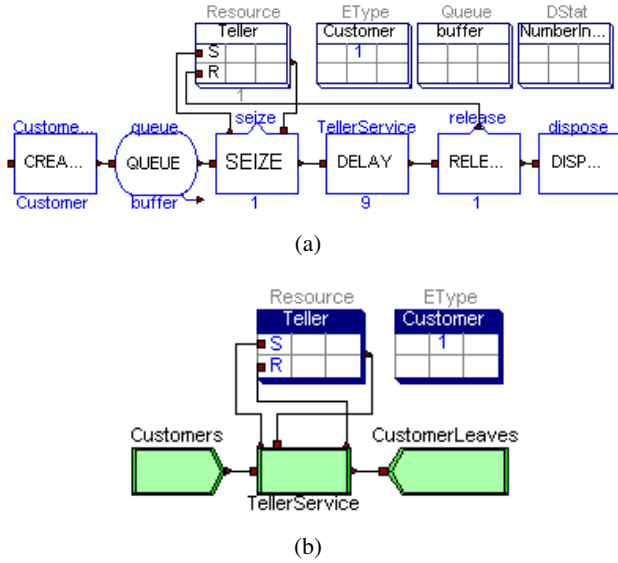 Resource EType Queue DStat
Teller Customer buffer NumberIn...
S 1
R
1
seize release
Custome... queue TellerService dispose
CREA... QUEUE SEIZE DELAY RELE... DISP...
Customer buffer 1 9 1
(a)
Resource EType
Teller Customer
S 1
R
Customers CustomerLeaves
TellerService
(b)